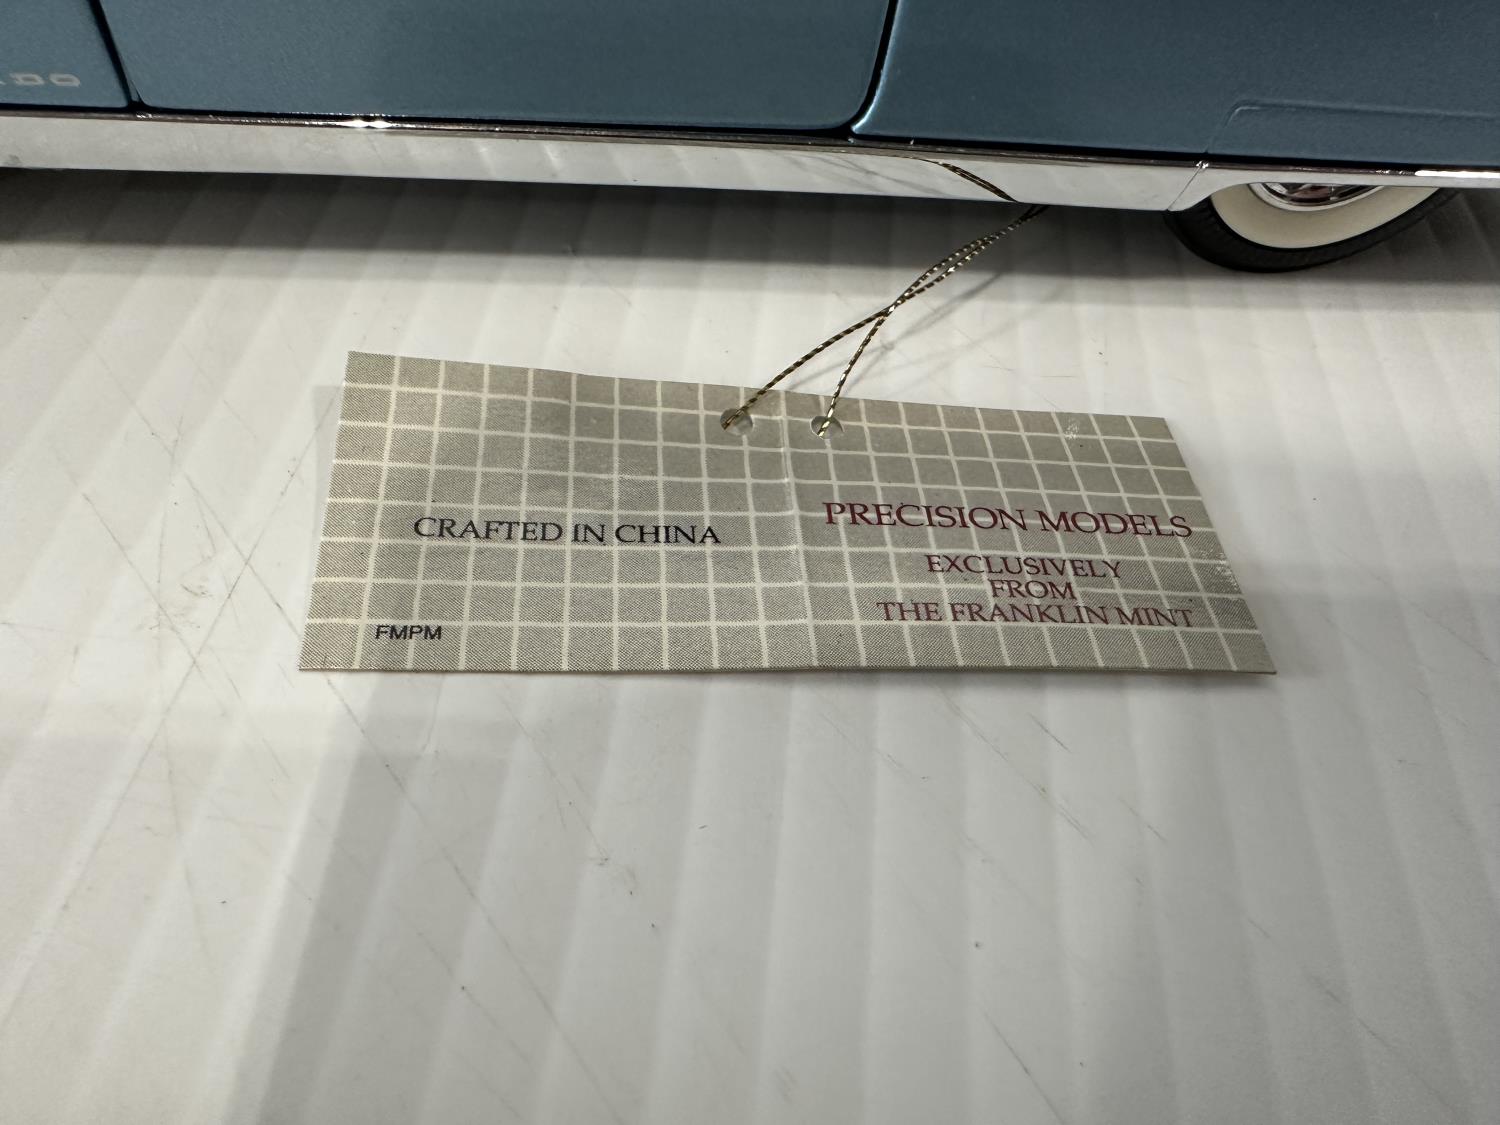 CRAFTED IN CHINA
FMPM
PRECISION MODELS
EXCLUSIVELY
FROM
THE FRANKLIN MINT